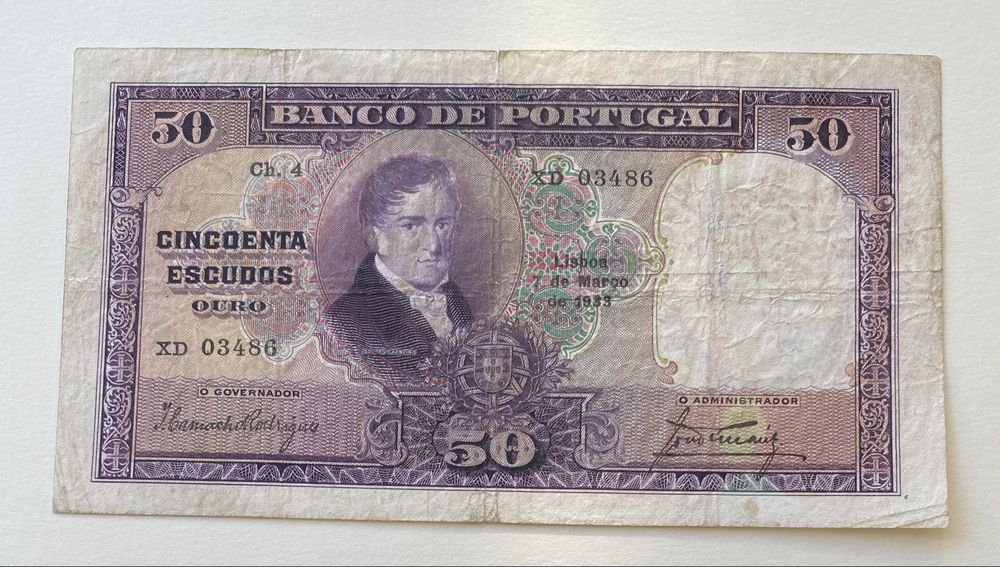 50 BANCO DE PORTUGAL 50
Ch. 4
XD 03486
CINCOENTA
ESCUDOS
OURO
Lisboa
7 de Março
de 1933
XD 03486
O GOVERNADOR
O ADMINISTRADOR
50